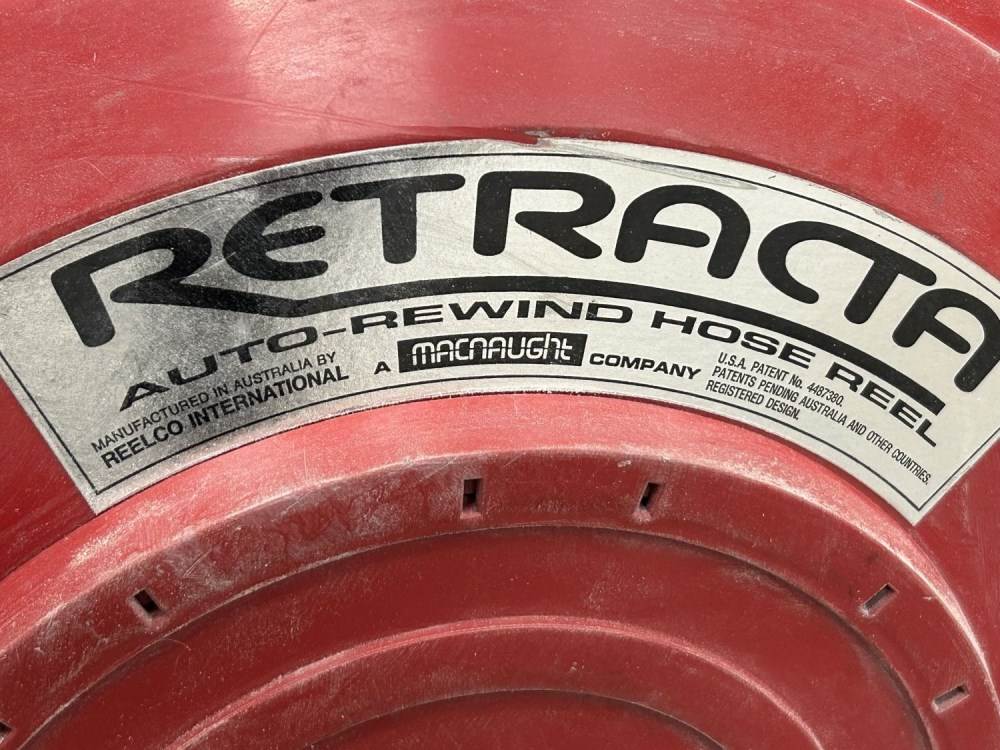 RETRACTA
AUTO-REWIND HOSE REEL
MANUFACTURED IN AUSTRALIA BY
REELCO INTERNATIONAL
A macnaught COMPANY
U.S.A. PATENT No. 4487380.
PATENTS PENDING AUSTRALIA AND OTHER COUNTRIES.
REGISTERED DESIGN.